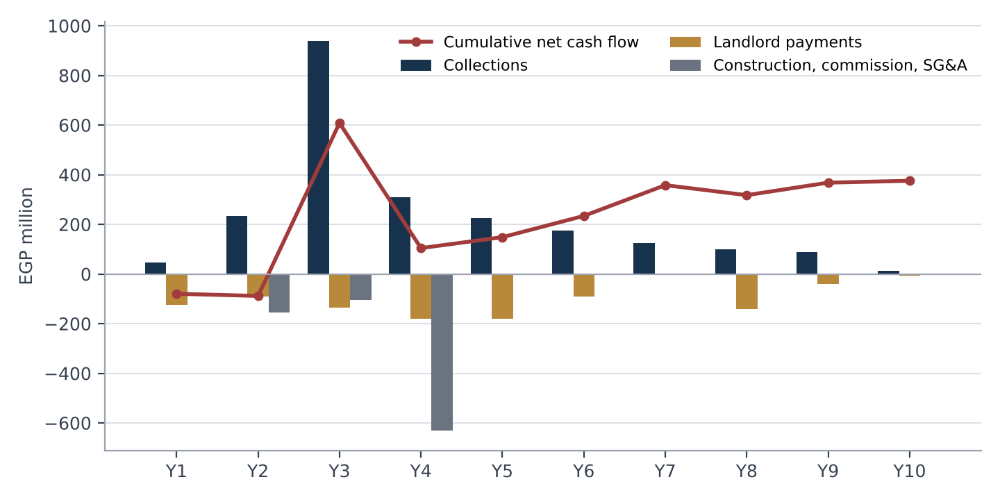 Cumulative net cash flow
Collections
Landlord payments
Construction, commission, SG&A
EGP million
1000
800
600
400
200
0
−200
−400
−600
Y1 Y2 Y3 Y4 Y5 Y6 Y7 Y8 Y9 Y10